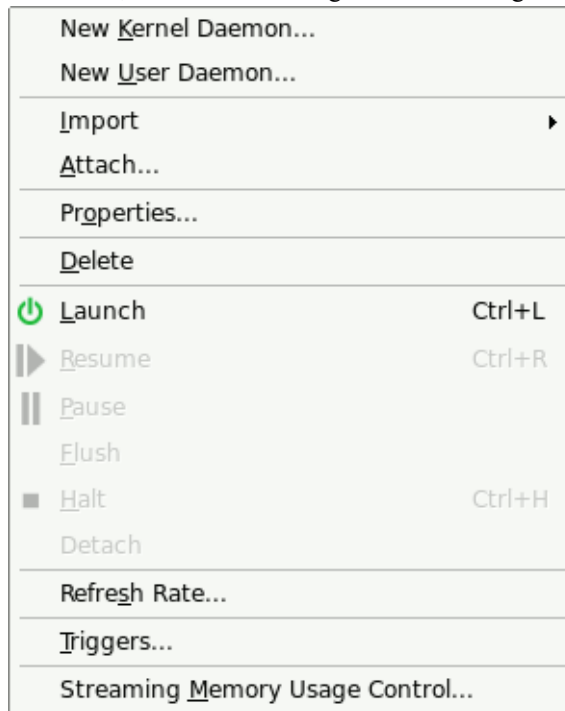 New Kernel Daemon...
New User Daemon...
Import
Attach...
Properties...
Delete
Launch Ctrl+L
Resume Ctrl+R
Pause
Flush
Halt Ctrl+H
Detach
Refresh Rate...
Triggers...
Streaming Memory Usage Control...